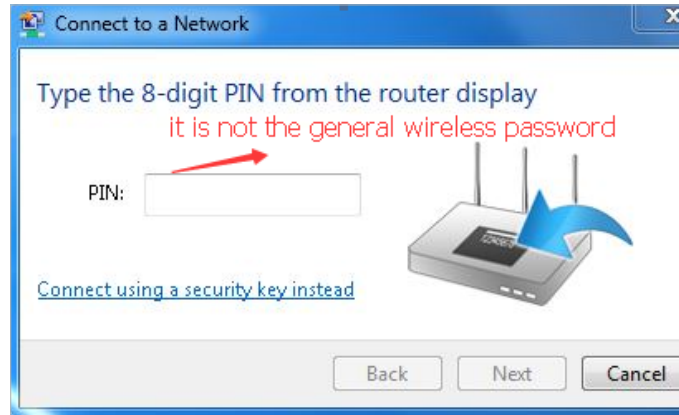 Connect to a Network
Type the 8-digit PIN from the router display
it is not the general wireless password
PIN:
12345670
Connect using a security key instead
Back Next Cancel